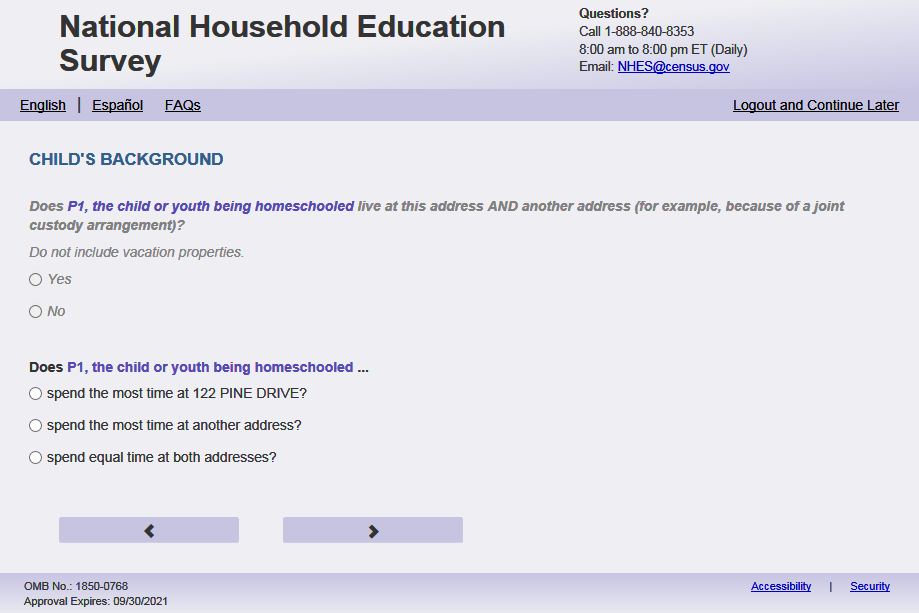 National Household Education
Survey
Questions?
Call 1-888-840-8353
8:00 am to 8:00 pm ET (Daily)
Email: NHES@census.gov
English | Español FAQs
Logout and Continue Later
CHILD'S BACKGROUND
Does P1, the child or youth being homeschooled live at this address AND another address (for example, because of a joint
custody arrangement)?
Do not include vacation properties.
Yes
No
Does P1, the child or youth being homeschooled ...
spend the most time at 122 PINE DRIVE?
spend the most time at another address?
spend equal time at both addresses?
OMB No.: 1850-0768
Approval Expires: 09/30/2021
Accessibility | Security